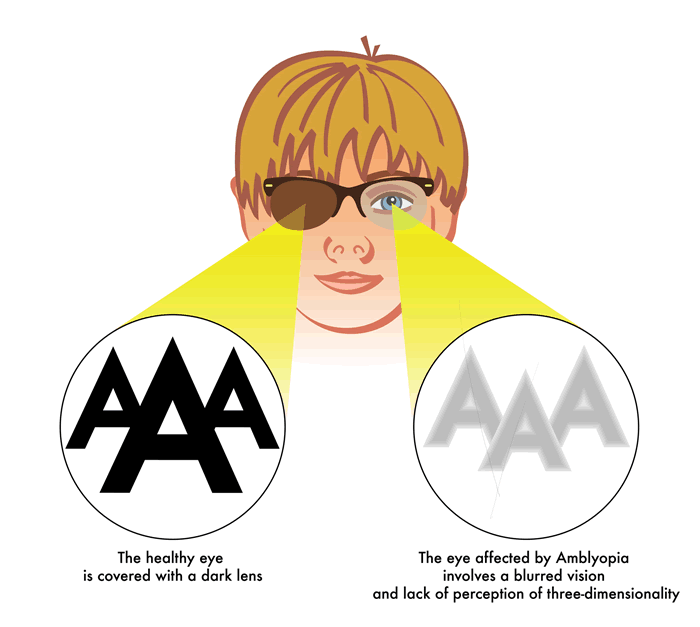 AAA
AAA
The healthy eye
is covered with a dark lens
The eye affected by Amblyopia
involves a blurred vision
and lack of perception of three-dimensionality